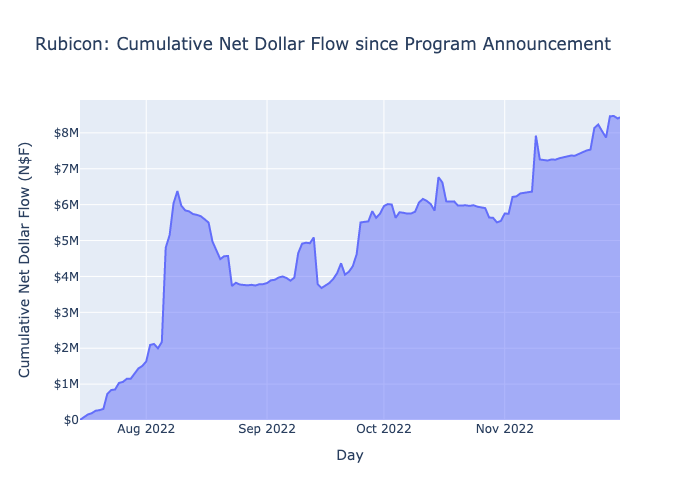 Rubicon: Cumulative Net Dollar Flow since Program Announcement
Cumulative Net Dollar Flow (N$F)
$8M
$7M
$6M
$5M
$4M
$3M
$2M
$1M
$0
Aug 2022
Sep 2022
Oct 2022
Nov 2022
Day